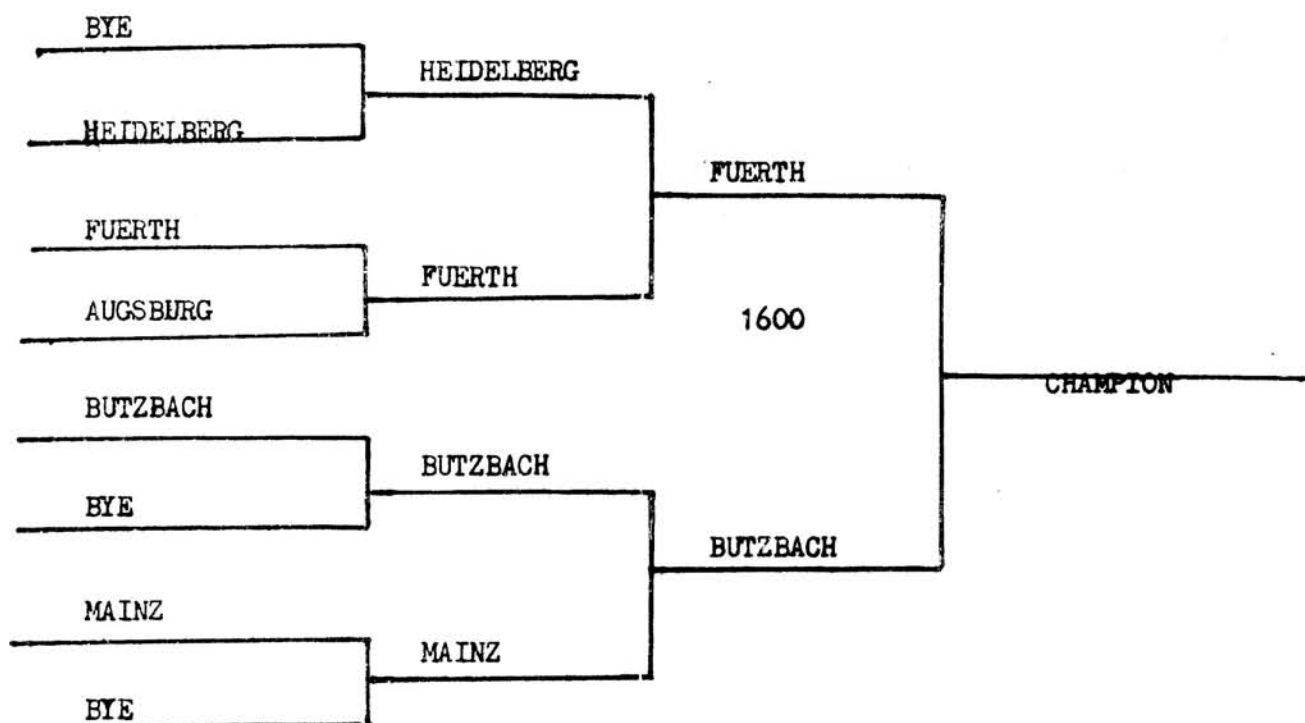 BYE
HEIDELBERG
HEIDELBERG
FUERTH
FUERTH
AUGSBURG
FUERTH
1600
CHAMPION
BUTZBACH
BUTZBACH
BYE
BUTZBACH
MAINZ
MAINZ
BYE